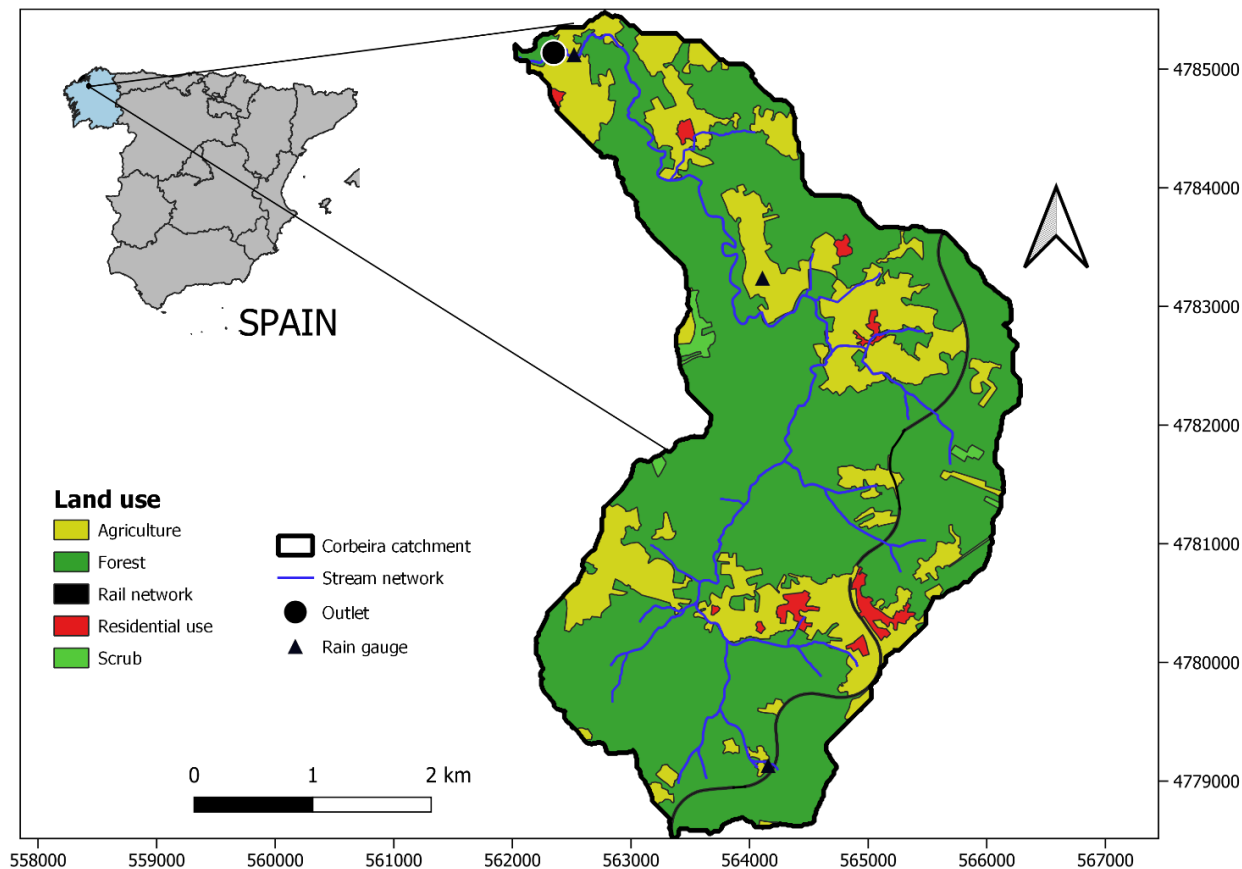 SPAIN
4785000
4784000
4783000
4782000
4781000
4780000
4779000
Land use
Agriculture
Forest
Rail network
Residential use
Scrub
Corbeira catchment
Stream network
Outlet
Rain gauge
0 1 2 km
558000 559000 560000 561000 562000 563000 564000 565000 566000 567000